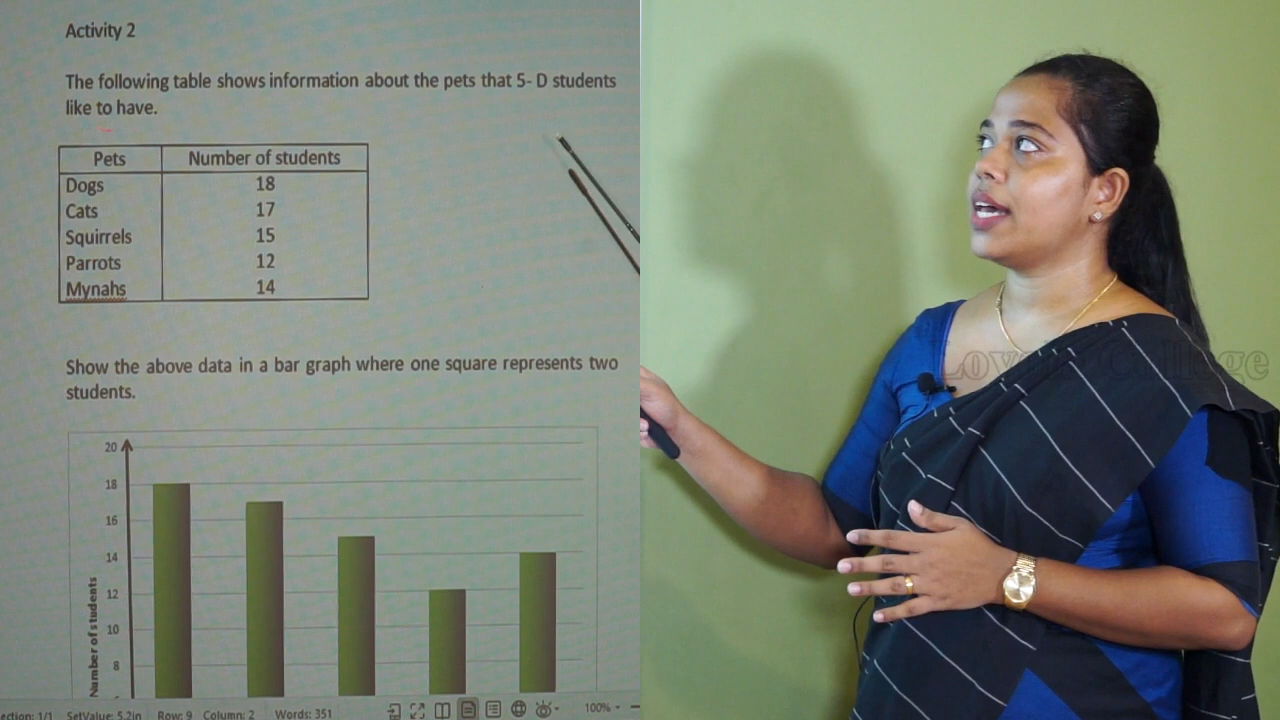 Activity 2
The following table shows information about the pets that 5- D students
like to have.
Pets Number of students
Dogs 18
Cats 17
Squirrels 15
Parrots 12
Mynahs 14
Show the above data in a bar graph where one square represents two
students.
20
18
16
14
12
10
8
Number of students
ection: 1/1 SetValue: 5.2in Row: 9 Column: 2 Words: 351 100%